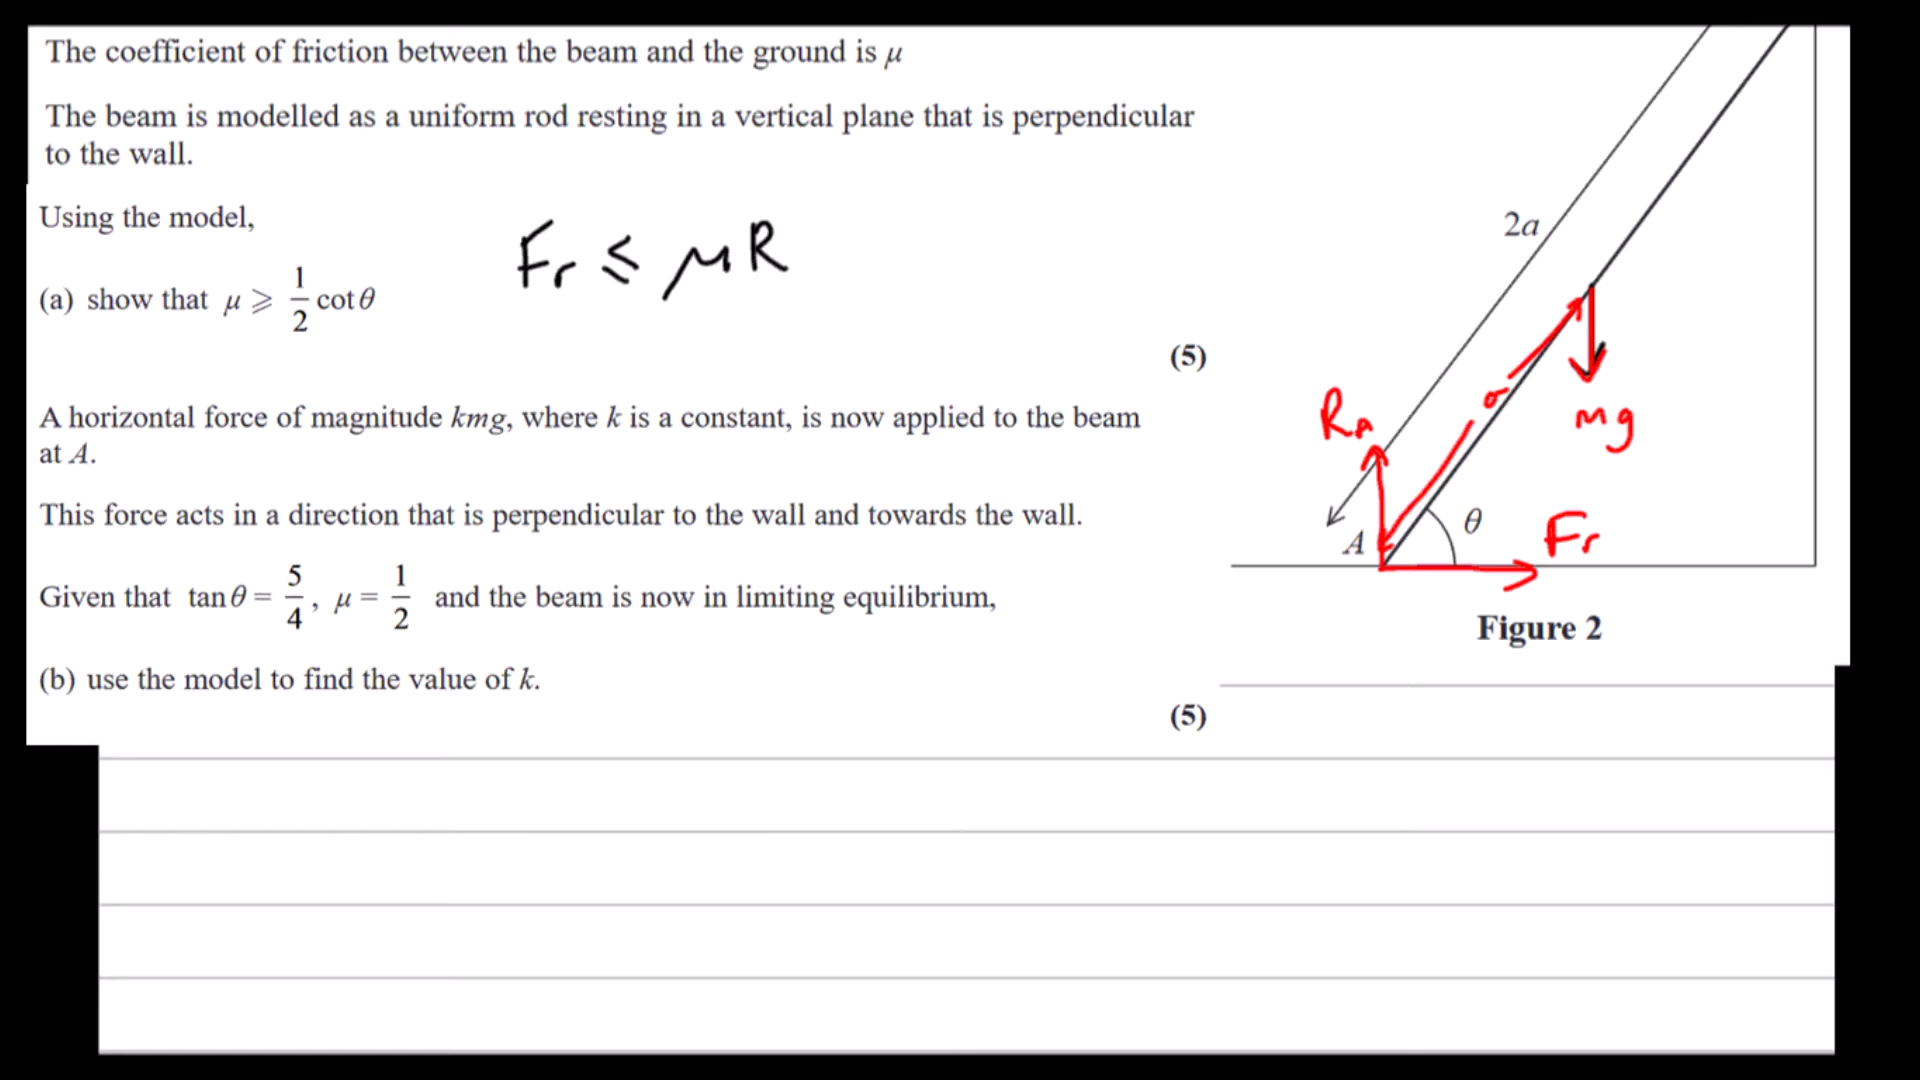 The coefficient of friction between the beam and the ground is μ
The beam is modelled as a uniform rod resting in a vertical plane that is perpendicular
to the wall.
Using the model,
Fr ≤ μR
(a) show that μ ⩾ 1/2 cot θ
(5)
A horizontal force of magnitude kmg, where k is a constant, is now applied to the beam
at A.
This force acts in a direction that is perpendicular to the wall and towards the wall.
Given that tan θ = 5/4, μ = 1/2 and the beam is now in limiting equilibrium,
(b) use the model to find the value of k.
(5)
2a
a
RA
mg
A
θ
Fr
Figure 2